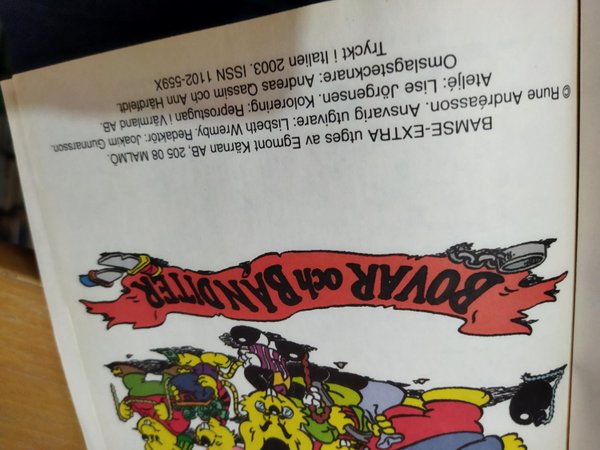 BOVAR och BANDITER
BAMSE-EXTRA utges av Egmont Kärnan AB, 205 08 MALMÖ.
© Rune Andréasson. Ansvarig utgivare: Lisbeth Wremby. Redaktör: Joakim Gunnarsson.
Ateljé: Lise Jörgensen. Kolorering: Reprostugan i Värmland AB.
Omslagstecknare: Andreas Qassim och Ann Hårdfeldt.
Tryckt i Italien 2003. ISSN 1102-559X